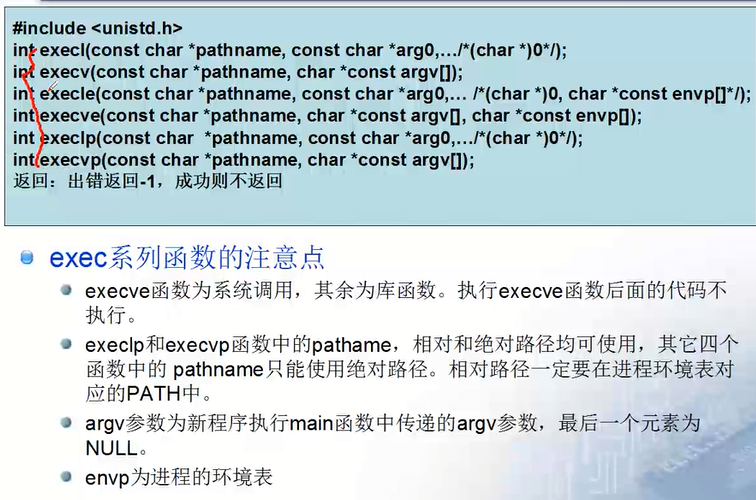 #include <unistd.h>
int execl(const char *pathname, const char *arg0,…/*(char *)0*/);
int execv(const char *pathname, char *const argv[]);
int execle(const char *pathname, const char *arg0,… /*(char *)0, char *const envp[]*/);
int execve(const char *pathname, char *const argv[], char *const envp[]);
int execlp(const char *pathname, const char *arg0,…/*(char *)0*/);
int execvp(const char *pathname, char *const argv[]);
返回：出错返回-1，成功则不返回
exec系列函数的注意点
execve函数为系统调用，其余为库函数。执行execve函数后面的代码不
执行。
execlp和execvp函数中的pathame，相对和绝对路径均可使用，其它四个
函数中的 pathname只能使用绝对路径。相对路径一定要在进程环境表对
应的PATH中。
argv参数为新程序执行main函数中传递的argv参数，最后一个元素为
NULL。
envp为进程的环境表